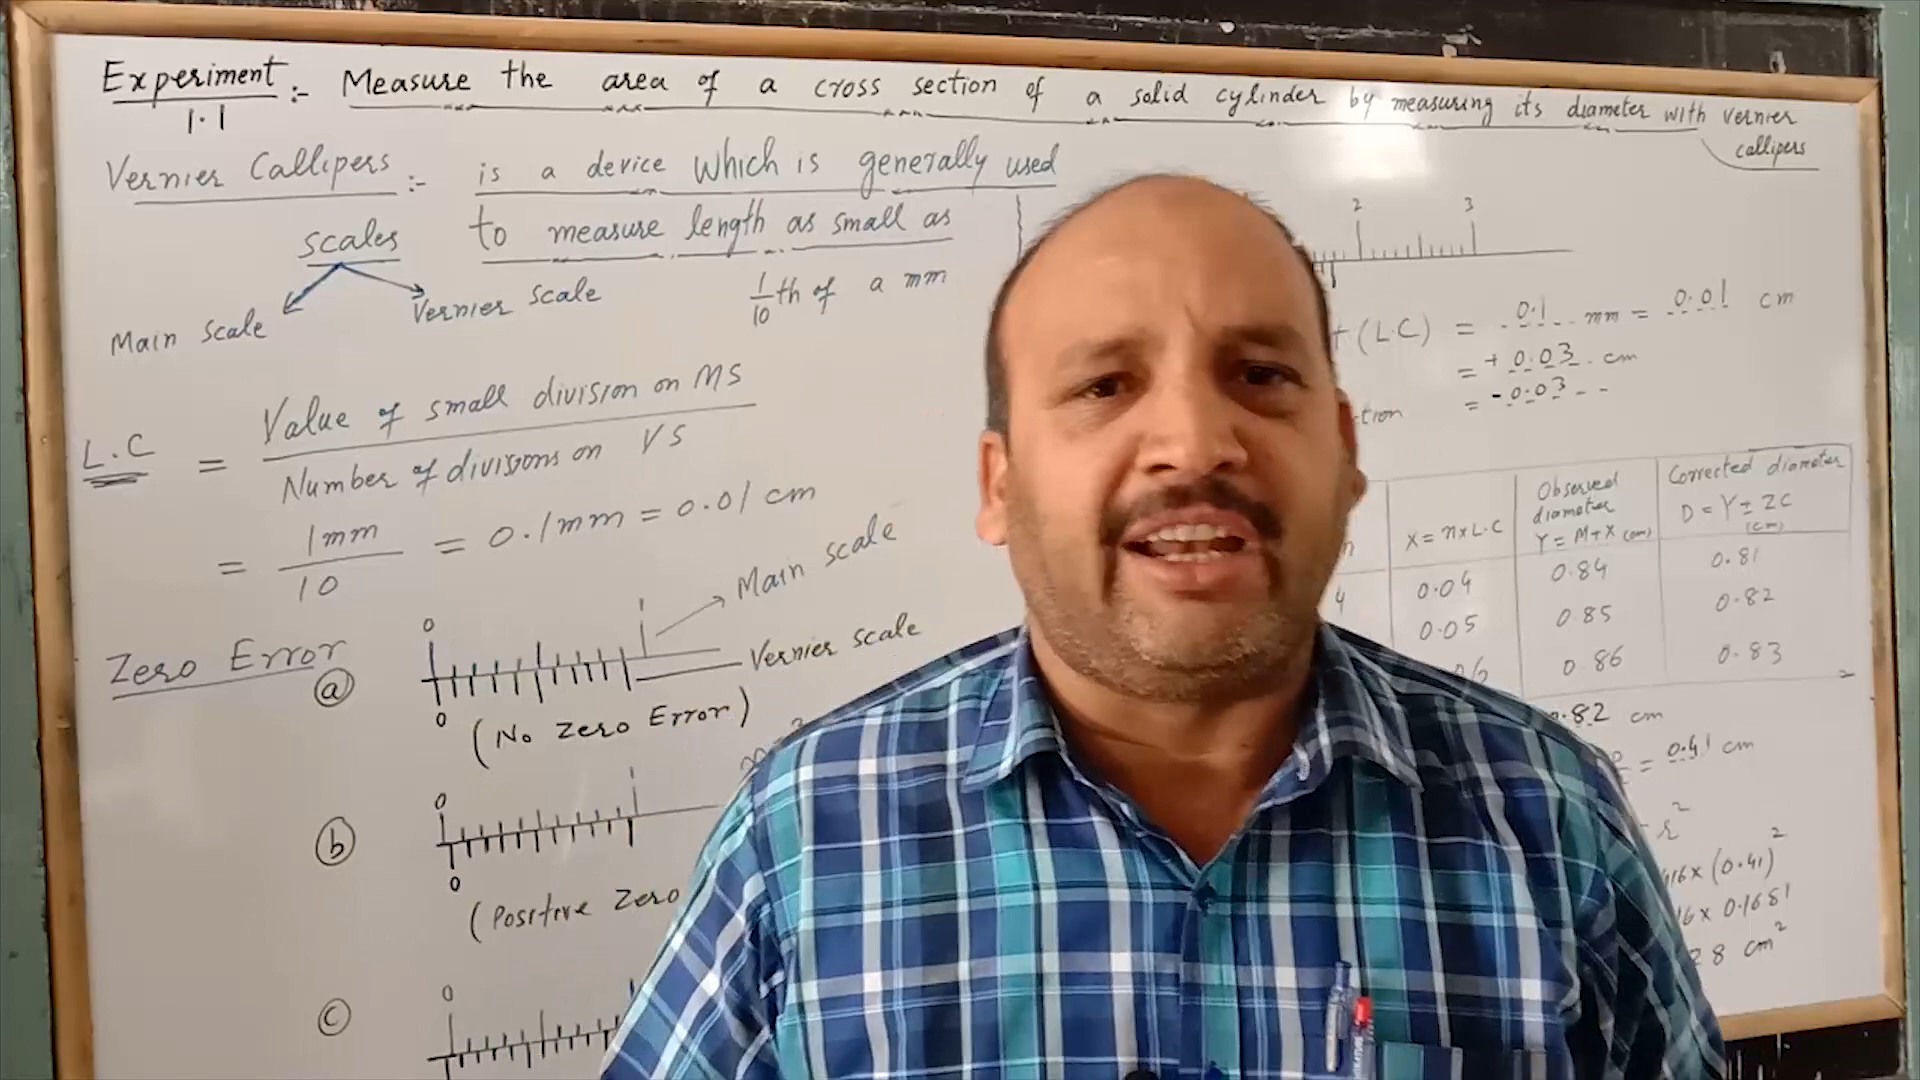 Experiment :- Measure the area of a cross section of a solid cylinder by measuring its diameter with vernier
1.1
callipers
Vernier Callipers :- is a device which is generally used
to measure length as small as
1/10 th of a mm
scales
Main scale
Vernier scale
L.C = Value of small division on MS / Number of divisions on VS
= 1mm / 10 = 0.1mm = 0.01 cm
Zero Error
a
0
1
0
Main scale
Vernier scale
(No Zero Error)
b
0
1
0
(Positive Zero
c
0
2 3
(L.C) = 0.1 mm = 0.01 cm
= + 0.03 cm
= -0.03
n
X = n x L.C
Observed diameter Y = M+X (cm)
Corrected diameter D = Y ± ZC (cm)
4 0.04 0.84 0.81
0.05 0.85 0.82
0.86 0.83
0.82 cm
= 0.41 cm
r²
x (0.41)²
16 x 0.1681
28 cm²